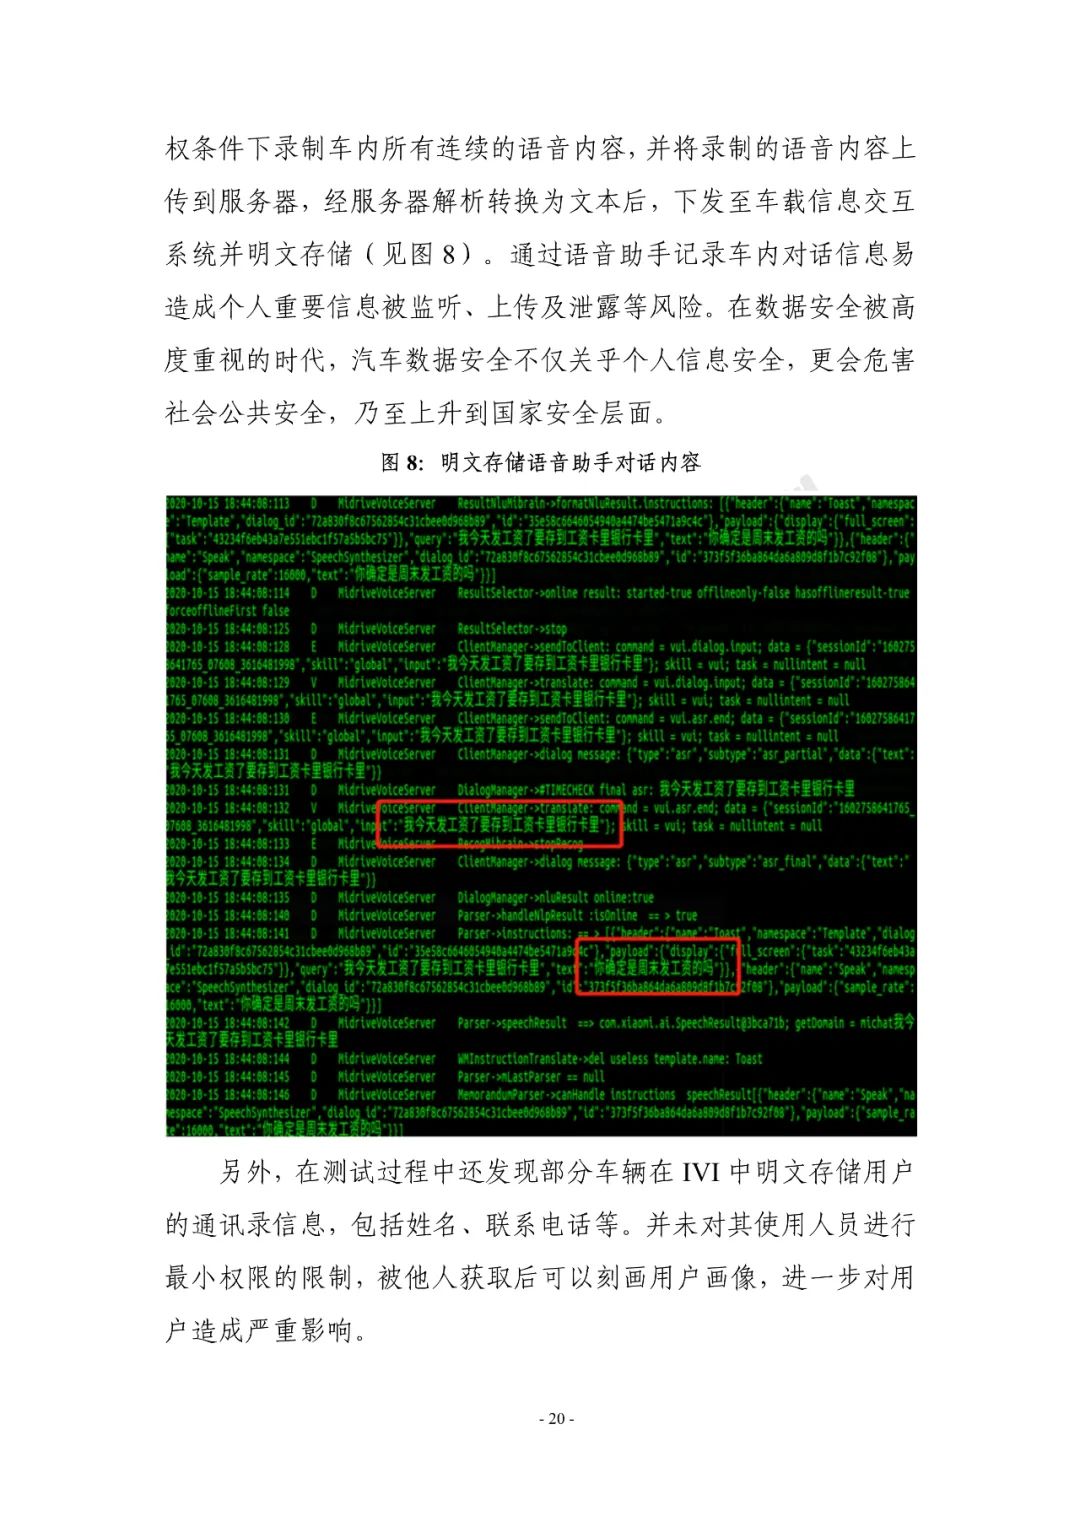 权条件下录制车内所有连续的语音内容，并将录制的语音内容上
传到服务器，经服务器解析转换为文本后，下发至车载信息交互
系统并明文存储（见图 8）。通过语音助手记录车内对话信息易
造成个人重要信息被监听、上传及泄露等风险。在数据安全被高
度重视的时代，汽车数据安全不仅关乎个人信息安全，更会危害
社会公共安全，乃至上升到国家安全层面。
图 8：明文存储语音助手对话内容
2020-10-15 18:44:08:113 D MidriveVoiceServer ResultNluMibrain->formatNluResult.instructions: [{"header":{"name":"Toast","namespac
e":"Template","dialog_id":"72a830f8c67562854c31cbee0d968b89","id":"35e58c6646054940a4474be5471a9c4c"},"payload":{"display":{"full_screen":
{"task":"43234f6eb43a7e551ebc1f57a5b5bc75"}},"query":"我今天发工资了要存到工资卡里银行卡里","text":"你确定是周末发工资的吗"}},{"header":{"
name":"Speak","namespace":"SpeechSynthesizer","dialog_id":"72a830f8c67562854c31cbee0d968b89","id":"373f5f36ba864da6a809d8f1b7c92f08"},"pay
load":{"sample_rate":16000,"text":"你确定是周末发工资的吗"}}]
2020-10-15 18:44:08:114 D MidriveVoiceServer ResultSelector->online result: started-true offlineonly-false hasofflineresult-true
forceofflineFirst false
2020-10-15 18:44:08:125 D MidriveVoiceServer ResultSelector->stop
2020-10-15 18:44:08:128 E MidriveVoiceServer ClientManager->sendToClient: command = vui.dialog.input; data = {"sessionId":"160275
8641765_07608_3616481998","skill":"global","input":"我今天发工资了要存到工资卡里银行卡里"}; skill = vui; task = nullintent = null
2020-10-15 18:44:08:129 V MidriveVoiceServer ClientManager->translate: command = vui.dialog.input; data = {"sessionId":"160275864
1765_07608_3616481998","skill":"global","input":"我今天发工资了要存到工资卡里银行卡里"}; skill = vui; task = nullintent = null
2020-10-15 18:44:08:130 E MidriveVoiceServer ClientManager->sendToClient: command = vui.asr.end; data = {"sessionId":"16027586417
65_07608_3616481998","skill":"global","input":"我今天发工资了要存到工资卡里银行卡里"}; skill = vui; task = nullintent = null
2020-10-15 18:44:08:131 D MidriveVoiceServer ClientManager->dialog message: {"type":"asr","subtype":"asr_partial","data":{"text":
"我今天发工资了要存到工资卡里银行卡里"}}
2020-10-15 18:44:08:131 D MidriveVoiceServer DialogManager->#TIMECHECK final asr: 我今天发工资了要存到工资卡里银行卡里
2020-10-15 18:44:08:132 V MidriveVoiceServer ClientManager->translate: command = vui.asr.end; data = {"sessionId":"1602758641765_
07608_3616481998","skill":"global","input":"我今天发工资了要存到工资卡里银行卡里"}; skill = vui; task = nullintent = null
2020-10-15 18:44:08:133 E MidriveVoiceServer RecogMibrain->stopRecog
2020-10-15 18:44:08:134 D MidriveVoiceServer ClientManager->dialog message: {"type":"asr","subtype":"asr_final","data":{"text":"
我今天发工资了要存到工资卡里银行卡里"}}
2020-10-15 18:44:08:135 D MidriveVoiceServer DialogManager->nluResult online:true
2020-10-15 18:44:08:140 D MidriveVoiceServer Parser->handleNlpResult :isOnline ==> true
2020-10-15 18:44:08:141 D MidriveVoiceServer Parser->instructions: == > [{"header":{"name":"Toast","namespace":"Template","dialog
_id":"72a830f8c67562854c31cbee0d968b89","id":"35e58c6646054940a4474be5471a9c4c"},"payload":{"display":{"full_screen":{"task":"43234f6eb43a
7e551ebc1f57a5b5bc75"}},"query":"我今天发工资了要存到工资卡里银行卡里","text":"你确定是周末发工资的吗"}},{"header":{"name":"Speak","namesp
ace":"SpeechSynthesizer","dialog_id":"72a830f8c67562854c31cbee0d968b89","id":"373f5f36ba864da6a809d8f1b7c92f08"},"payload":{"sample_rate":
16000,"text":"你确定是周末发工资的吗"}}]
2020-10-15 18:44:08:142 D MidriveVoiceServer Parser->speechResult ==> com.xiaomi.ai.SpeechResult@3bca71b; getDomain = michat我今
天发工资了要存到工资卡里银行卡里
2020-10-15 18:44:08:144 D MidriveVoiceServer WMInstructionTranslate->del useless template.name: Toast
2020-10-15 18:44:08:145 D MidriveVoiceServer Parser->mLastParser == null
2020-10-15 18:44:08:146 D MidriveVoiceServer MemorandumParser->canHandle instructions speechResult[{"header":{"name":"Speak","na
mespace":"SpeechSynthesizer","dialog_id":"72a830f8c67562854c31cbee0d968b89","id":"373f5f36ba864da6a809d8f1b7c92f08"},"payload":{"sample_ra
te":16000,"text":"你确定是周末发工资的吗"}}]
另外，在测试过程中还发现部分车辆在 IVI 中明文存储用户
的通讯录信息，包括姓名、联系电话等。并未对其使用人员进行
最小权限的限制，被他人获取后可以刻画用户画像，进一步对用
户造成严重影响。
- 20 -